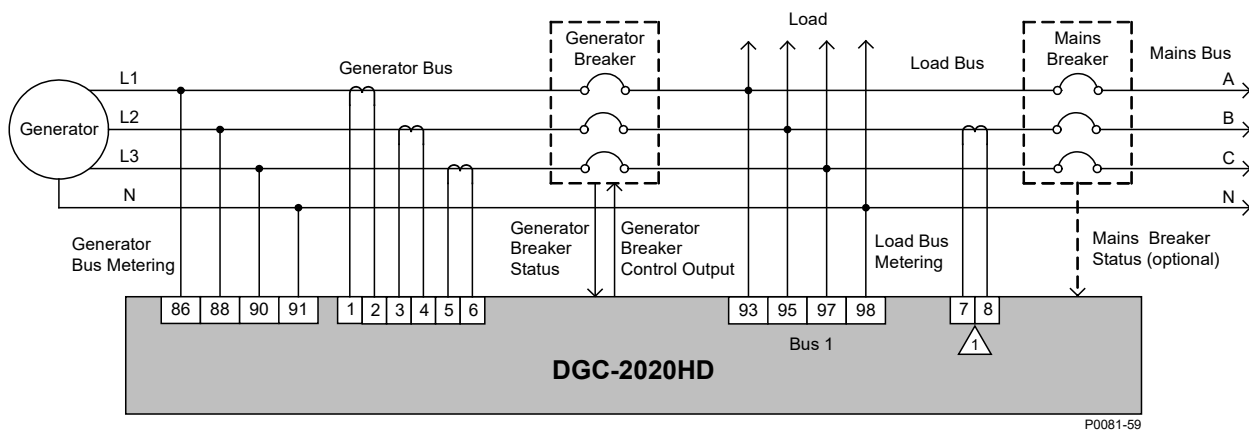 Load
Generator
Breaker
Mains
Breaker
Mains Bus
Generator Bus
Load Bus
L1
A
Generator
L2
B
L3
C
N
N
Generator
Bus Metering
Generator
Breaker
Status
Generator
Breaker
Control Output
Load Bus
Metering
Mains Breaker
Status (optional)
86 88 90 91 1 2 3 4 5 6 93 95 97 98 7 8
Bus 1
1
DGC-2020HD
P0081-59